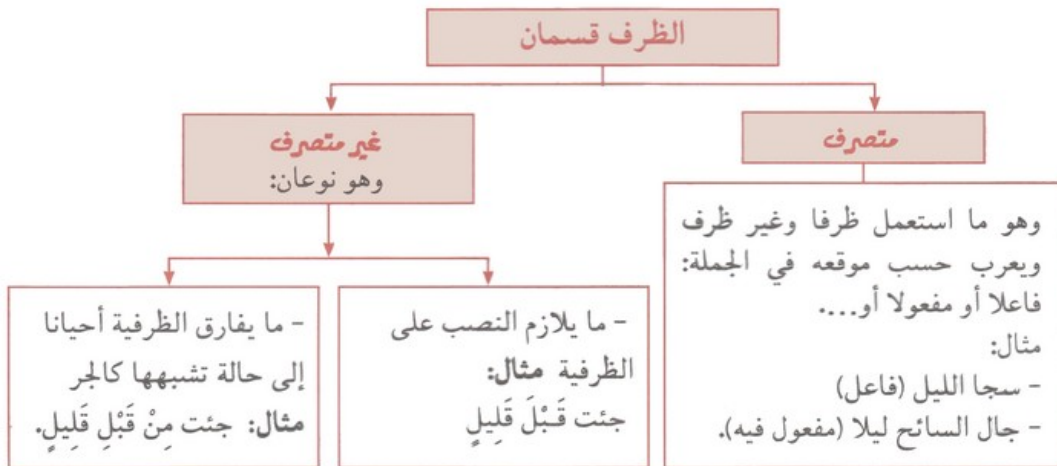 الظرف قسمان
متصرف
وهو ما استعمل ظرفا وغير ظرف
ويعرب حسب موقعه في الجملة:
فاعلا أو مفعولا أو....
مثال:
- سجا الليل (فاعل)
- جال السائح ليلا (مفعول فيه).
غير متصرف
وهو نوعان:
- ما يلازم النصب على
الظرفية مثال:
جئت قَبْلَ قَلِيلٍ
- ما يفارق الظرفية أحيانا
إلى حالة تشبهها كالجر
مثال: جئت مِنْ قَبْلِ قَلِيلٍ.